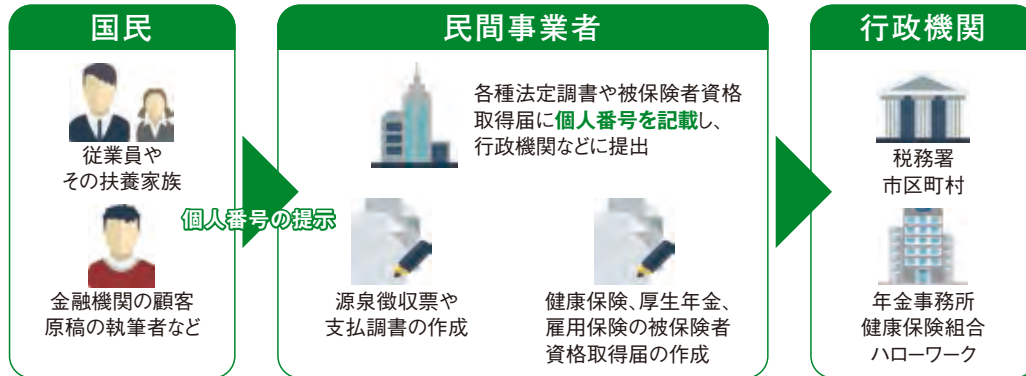 国民
従業員や
その扶養家族
金融機関の顧客
原稿の執筆者など
個人番号の提示
民間事業者
各種法定調書や被保険者資格
取得届に個人番号を記載し、
行政機関などに提出
源泉徴収票や
支払調書の作成
健康保険、厚生年金、
雇用保険の被保険者
資格取得届の作成
行政機関
税務署
市区町村
年金事務所
健康保険組合
ハローワーク